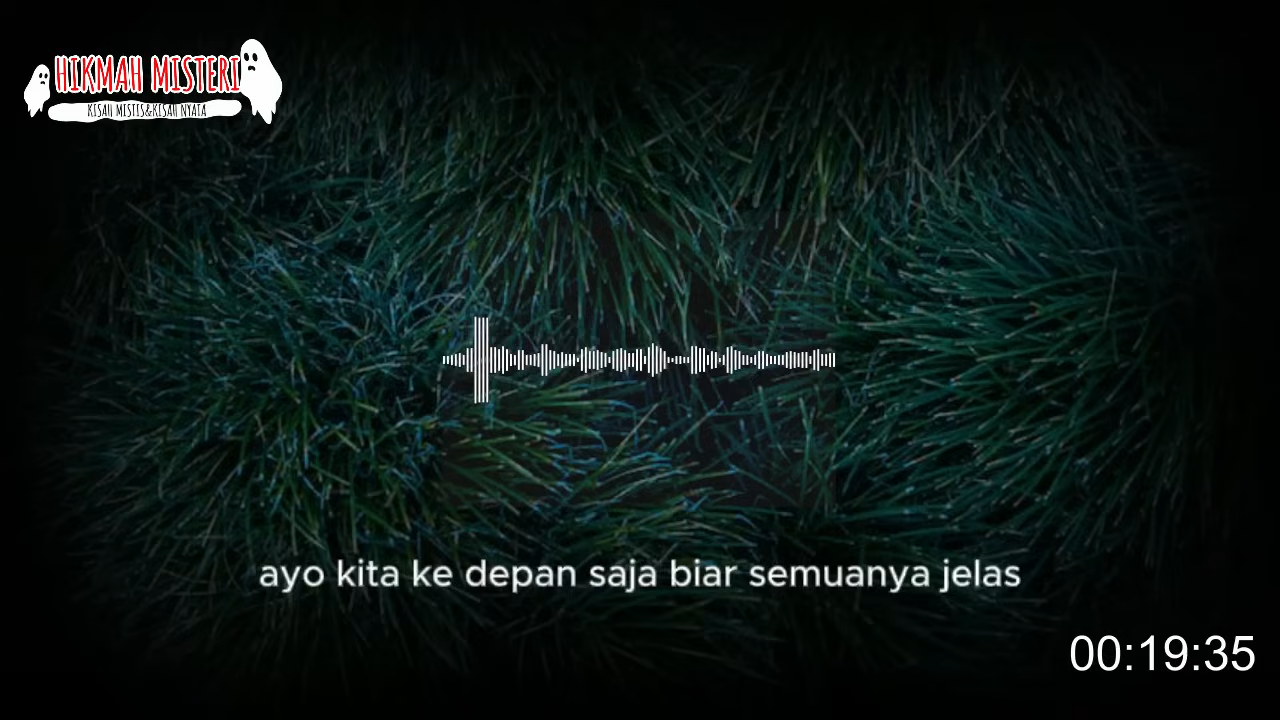 HIKMAH MISTERI
KISAH MISTIS&KISAH NYATA
ayo kita ke depan saja biar semuanya jelas
00:19:35